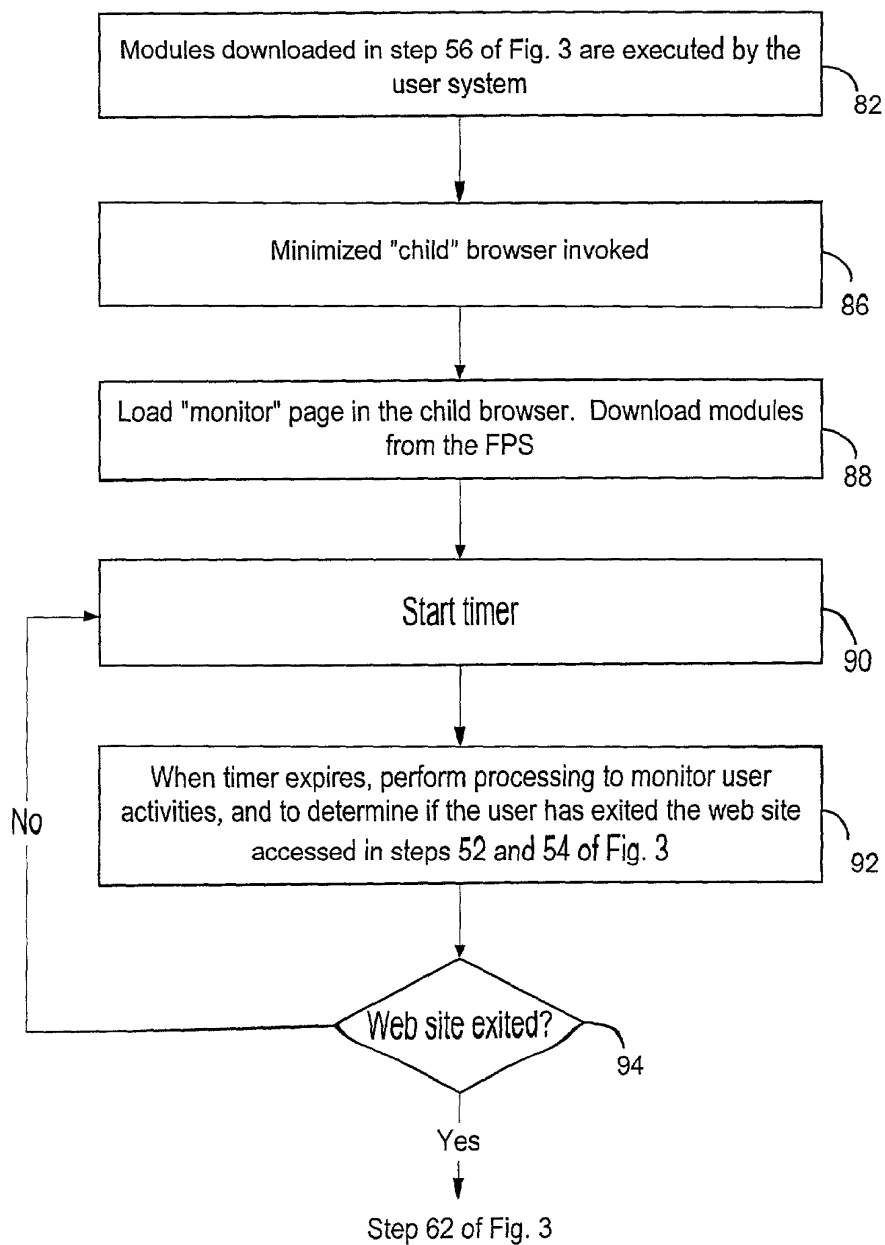 Modules downloaded in step 56 of Fig. 3 are executed by the
user system
82
Minimized "child" browser invoked
86
Load "monitor" page in the child browser. Download modules
from the FPS
88
Start timer
90
When timer expires, perform processing to monitor user
activities, and to determine if the user has exited the web site
accessed in steps 52 and 54 of Fig. 3
92
No
Web site exited?
94
Yes
Step 62 of Fig. 3